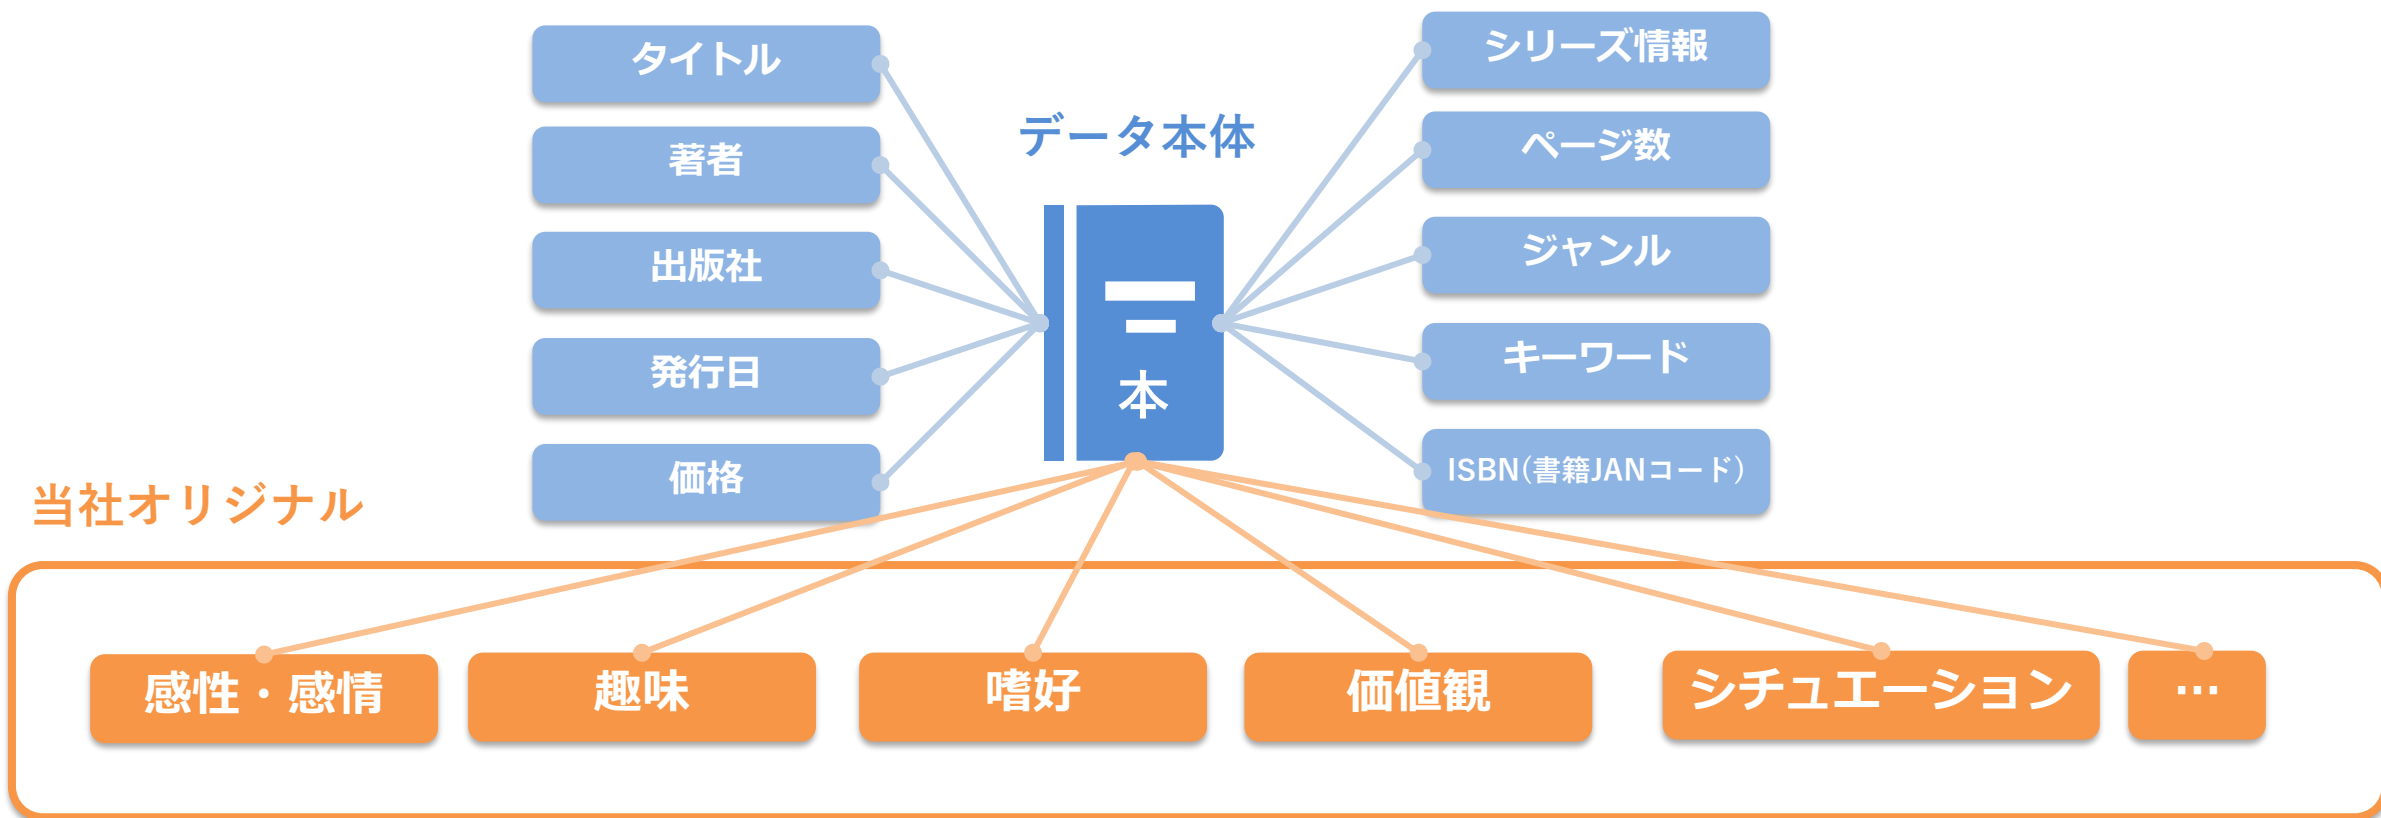 タイトル
著者
出版社
発行日
価格
データ本体
本
シリーズ情報
ページ数
ジャンル
キーワード
ISBN(書籍JANコード)
当社オリジナル
感性・感情
趣味
嗜好
価値観
シチュエーション
…